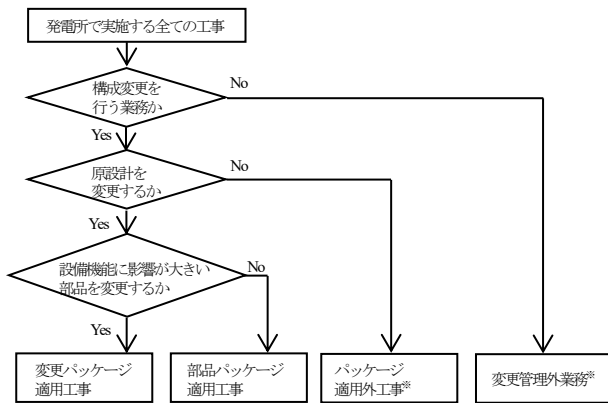 発電所で実施する全ての工事
構成変更を
行う業務か
No
Yes
原設計を
変更するか
No
Yes
設備機能に影響が大きい
部品を変更するか
No
Yes
変更パッケージ
適用工事
部品パッケージ
適用工事
パッケージ
適用外工事※
変更管理外業務※